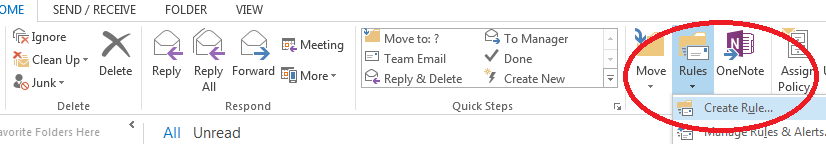 HOME SEND / RECEIVE FOLDER VIEW
Ignore
Clean Up
Junk
Delete
Delete
Reply
Reply All
Forward
Meeting
More
Respond
Move to: ?
Team Email
Reply & Delete
To Manager
Done
Create New
Quick Steps
Move
Rules
OneNote
Assign Policy
Create Rule...
Manage Rules & Alerts.
avorite Folders Here
All Unread